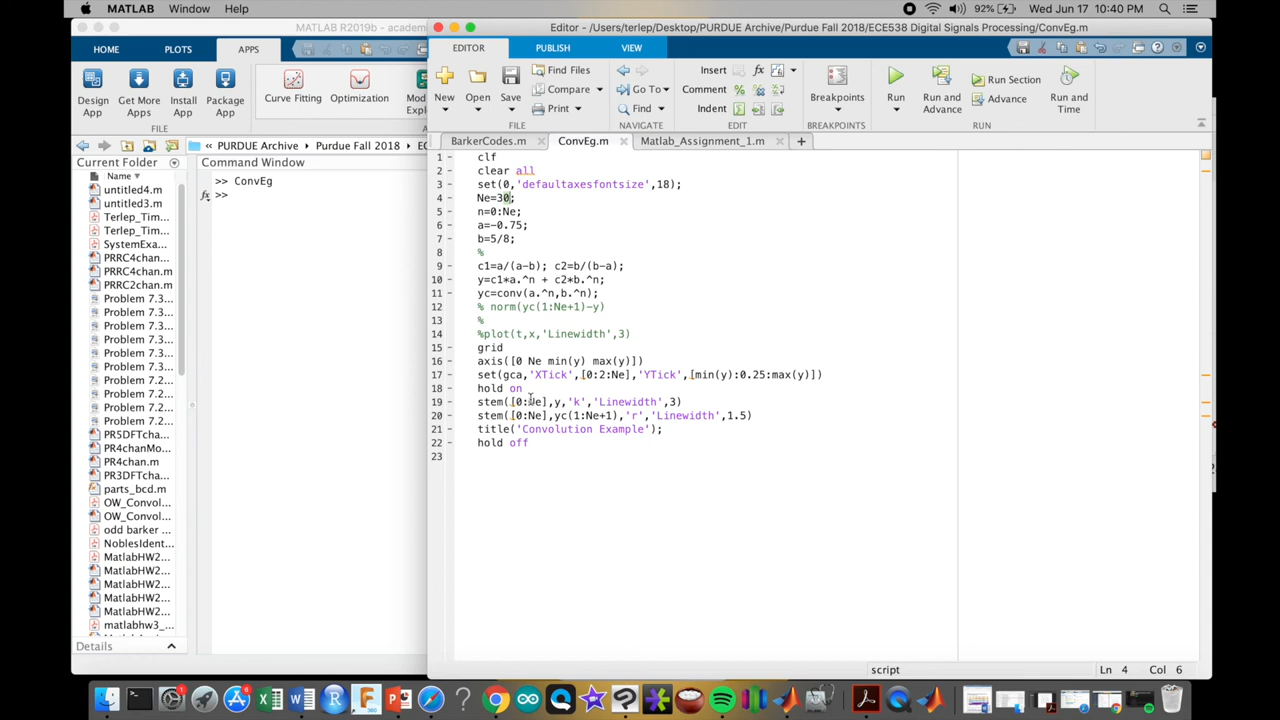 MATLAB Window Help 92% Wed Jun 17 10:40 PM
MATLAB R2019b - academ
Editor - /Users/terlep/Desktop/PURDUE Archive/Purdue Fall 2018/ECE538 Digital Signals Processing/ConvEg.m
HOME PLOTS APPS
EDITOR PUBLISH VIEW
Design App
Get More Apps
Install App
Package App
Curve Fitting
Optimization
FILE
New
Open
Save
Find Files
Compare
Print
Go To
Find
Insert
Comment
Indent
Breakpoints
Run
Run and Advance
Run Section
Advance
Run and Time
FILE NAVIGATE EDIT BREAKPOINTS RUN
PURDUE Archive ▸ Purdue Fall 2018 ▸
BarkerCodes.m ConvEg.m Matlab_Assignment_1.m
Current Folder
Name
untitled4.m
untitled3.m
Terlep_Tim...
Terlep_Tim...
SystemExa...
PRRC4chan...
PRRC4chan.m
PRRC2chan.m
Problem 7.3...
Problem 7.3...
Problem 7.3...
Problem 7.3...
Problem 7.3...
Problem 7.2...
Problem 7.2...
Problem 7.2...
Problem 7.2...
Problem 7.2...
PR5DFTcha...
PR4chanMo...
PR4chan.m
PR3DFTcha...
parts_bcd.m
OW_Convol...
OW_Convol...
odd barker ...
NoblesIdent...
MatlabHW2...
MatlabHW2...
MatlabHW2...
MatlabHW2...
MatlabHW2...
matlabhw3_...
Details
Command Window
>> ConvEg
fx >>
1 clf
2 clear all
3 set(0,'defaultaxesfontsize',18);
4 Ne=30;
5 n=0:Ne;
6 a=-0.75;
7 b=5/8;
8 %
9 c1=a/(a-b); c2=b/(b-a);
10 y=c1*a.^n + c2*b.^n;
11 yc=conv(a.^n,b.^n);
12 % norm(yc(1:Ne+1)-y)
13 %
14 %plot(t,x,'Linewidth',3)
15 grid
16 axis([0 Ne min(y) max(y)])
17 set(gca,'XTick',[0:2:Ne],'YTick',[min(y):0.25:max(y)])
18 hold on
19 stem([0:Ne],y,'k','Linewidth',3)
20 stem([0:Ne],yc(1:Ne+1),'r','Linewidth',1.5)
21 title('Convolution Example');
22 hold off
23
script Ln 4 Col 6